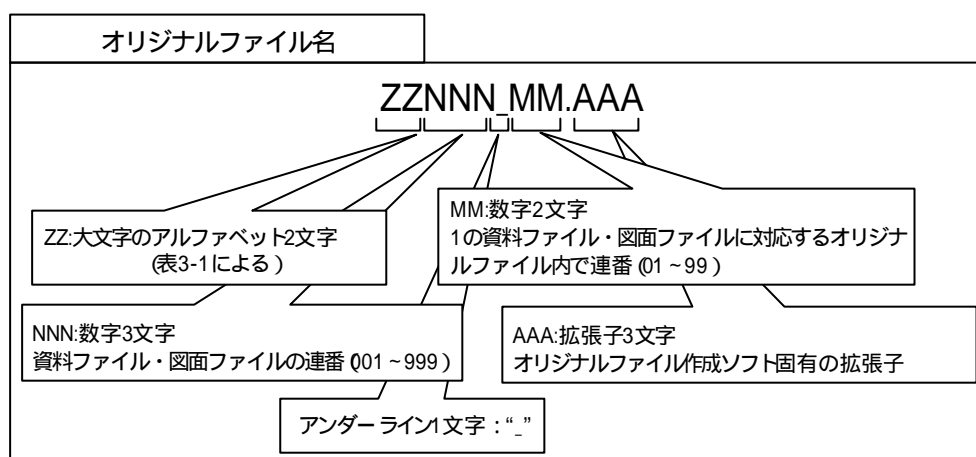 オリジナルファイル名
ZZNNN_MM.AAA
ZZ:大文字のアルファベット2文字
(表3-1による)
MM:数字2文字
1の資料ファイル・図面ファイルに対応するオリジナ
ルファイル内で連番(01~99)
NNN:数字3文字
資料ファイル・図面ファイルの連番(001~999)
AAA:拡張子3文字
オリジナルファイル作成ソフト固有の拡張子
アンダーライン1文字:“_”